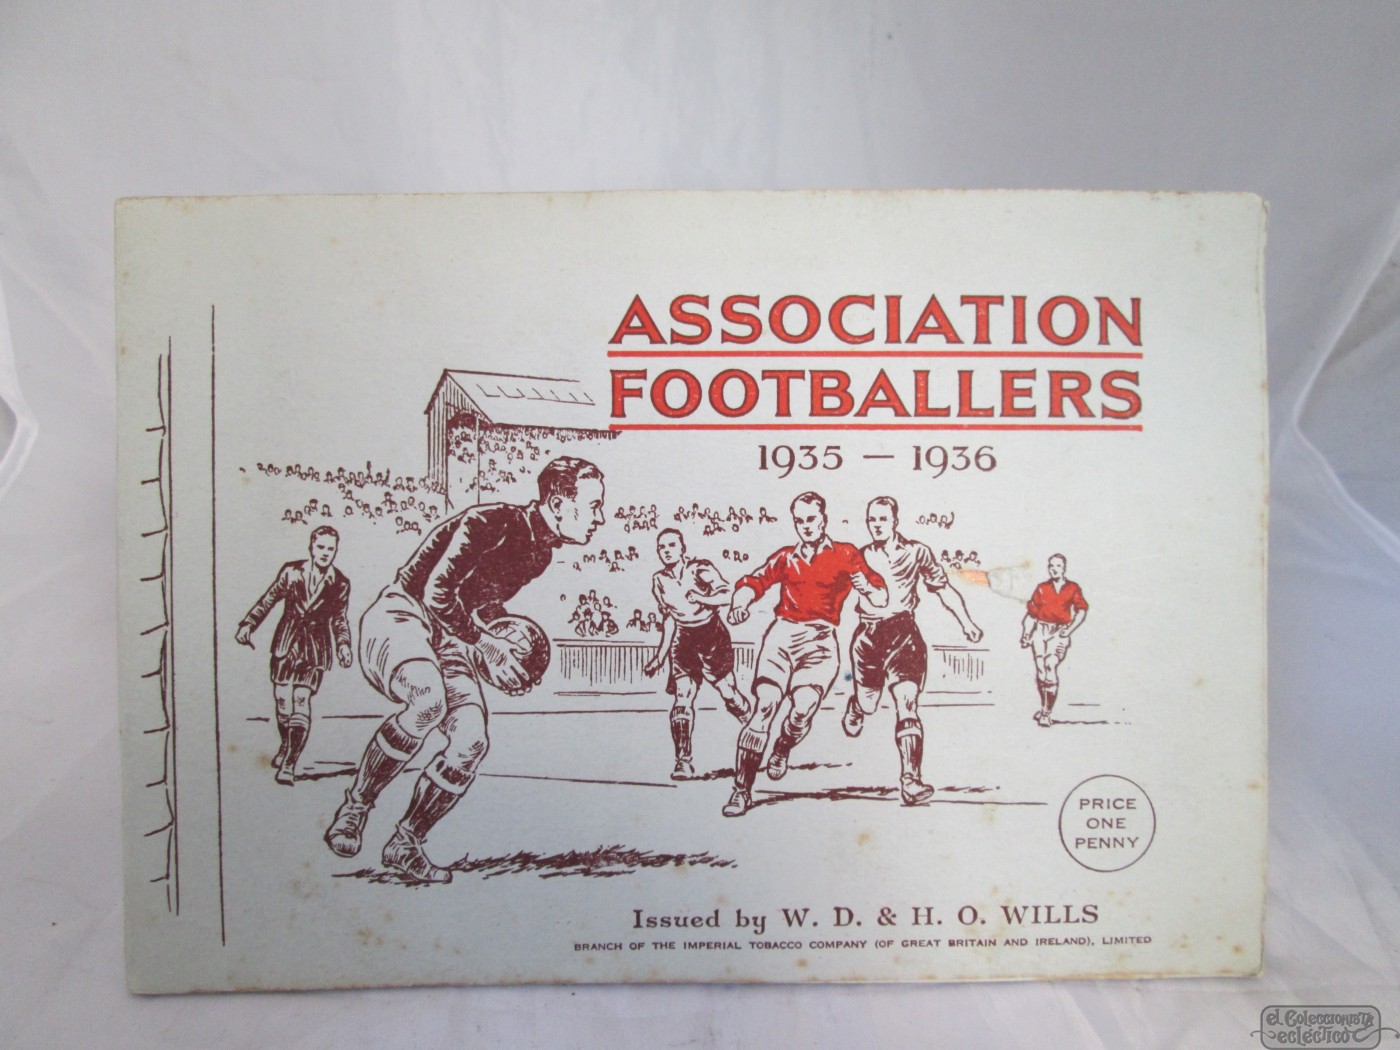 ASSOCIATION
FOOTBALLERS
1935 — 1936
PRICE
ONE
PENNY
Issued by W. D. & H. O. WILLS
BRANCH OF THE IMPERIAL TOBACCO COMPANY (OF GREAT BRITAIN AND IRELAND), LIMITED
el Coleccionista
ecléctico